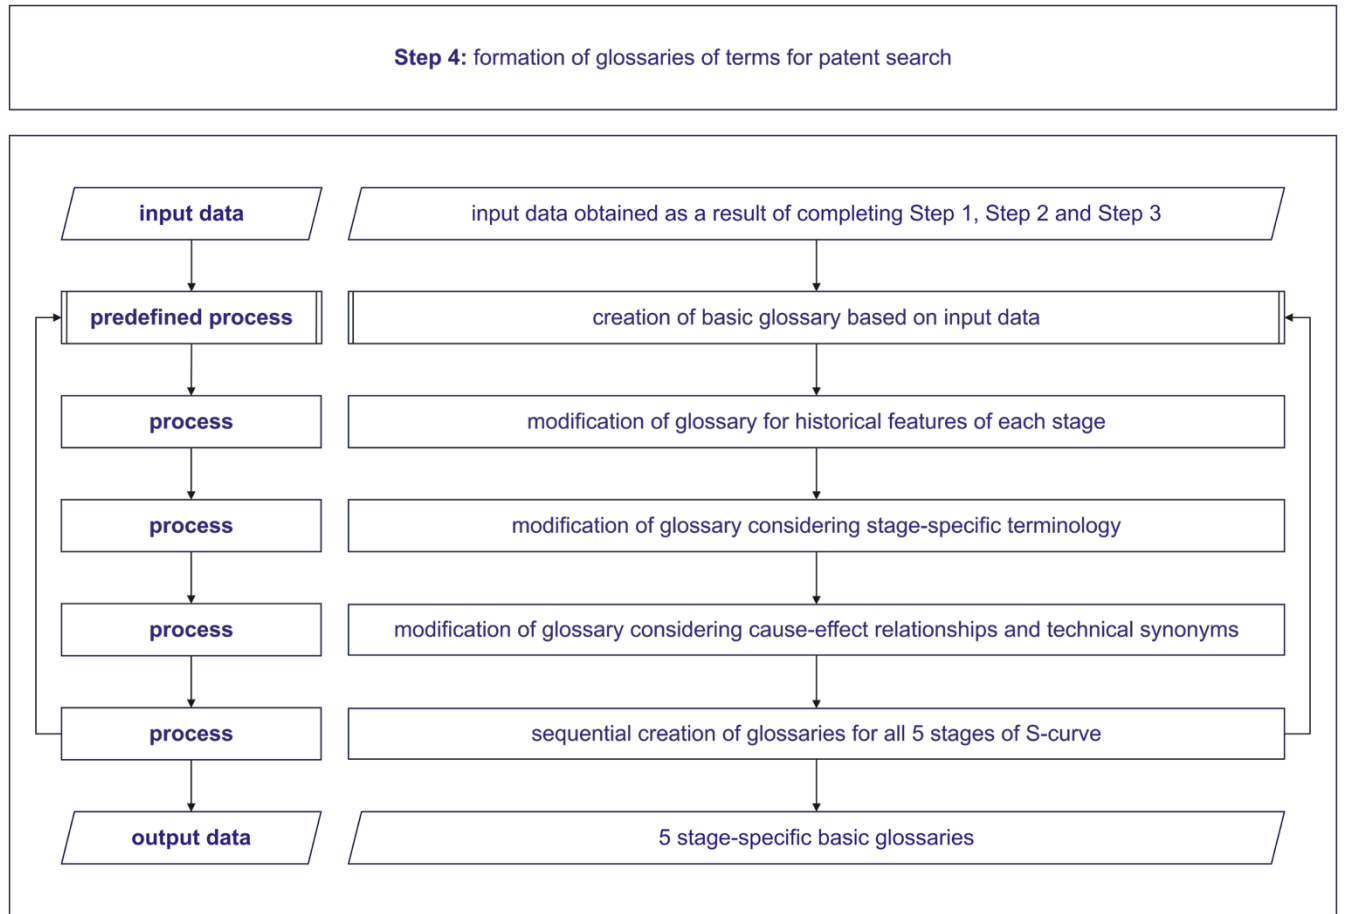 Step 4: formation of glossaries of terms for patent search
input data
input data obtained as a result of completing Step 1, Step 2 and Step 3
predefined process
creation of basic glossary based on input data
process
modification of glossary for historical features of each stage
process
modification of glossary considering stage-specific terminology
process
modification of glossary considering cause-effect relationships and technical synonyms
process
sequential creation of glossaries for all 5 stages of S-curve
output data
5 stage-specific basic glossaries